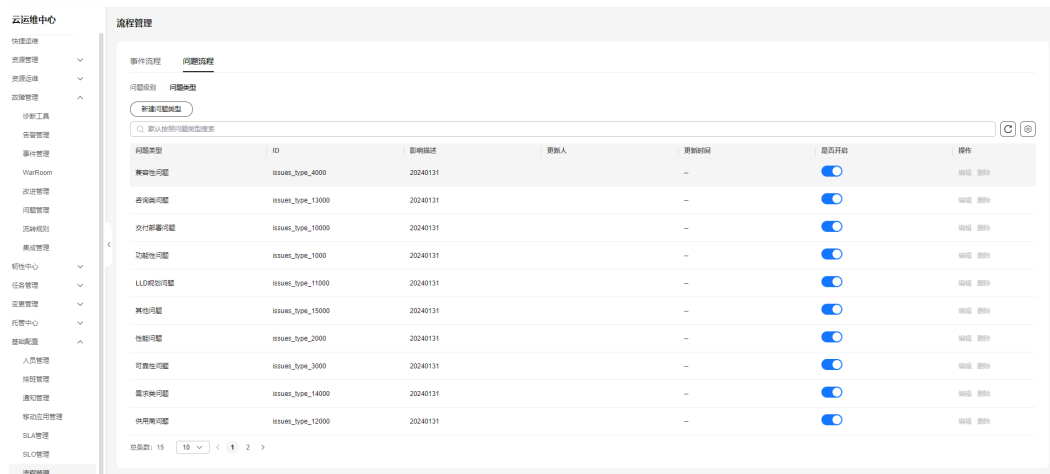 云运维中心
流程管理
快捷运维
资源管理
资源运维
故障管理
诊断工具
告警管理
事件管理
WarRoom
改进管理
问题管理
流转规则
集成管理
韧性中心
任务管理
变更管理
托管中心
基础配置
人员管理
排班管理
通知管理
移动应用管理
SLA管理
SLO管理
流程管理
事件流程 问题流程
问题级别 问题类型
新建问题类型
默认按照问题类型搜索
问题类型 ID 影响描述 更新人 更新时间 是否开启 操作
兼容性问题 issues_type_4000 20240131 -- 编辑 删除
咨询类问题 issues_type_13000 20240131 -- 编辑 删除
交付部署问题 issues_type_10000 20240131 -- 编辑 删除
功能性问题 issues_type_1000 20240131 -- 编辑 删除
LLD规划问题 issues_type_11000 20240131 -- 编辑 删除
其他问题 issues_type_15000 20240131 -- 编辑 删除
性能问题 issues_type_2000 20240131 -- 编辑 删除
可靠性问题 issues_type_3000 20240131 -- 编辑 删除
需求类问题 issues_type_14000 20240131 -- 编辑 删除
供用商问题 issues_type_12000 20240131 -- 编辑 删除
总条数: 15 10 < 1 2 >